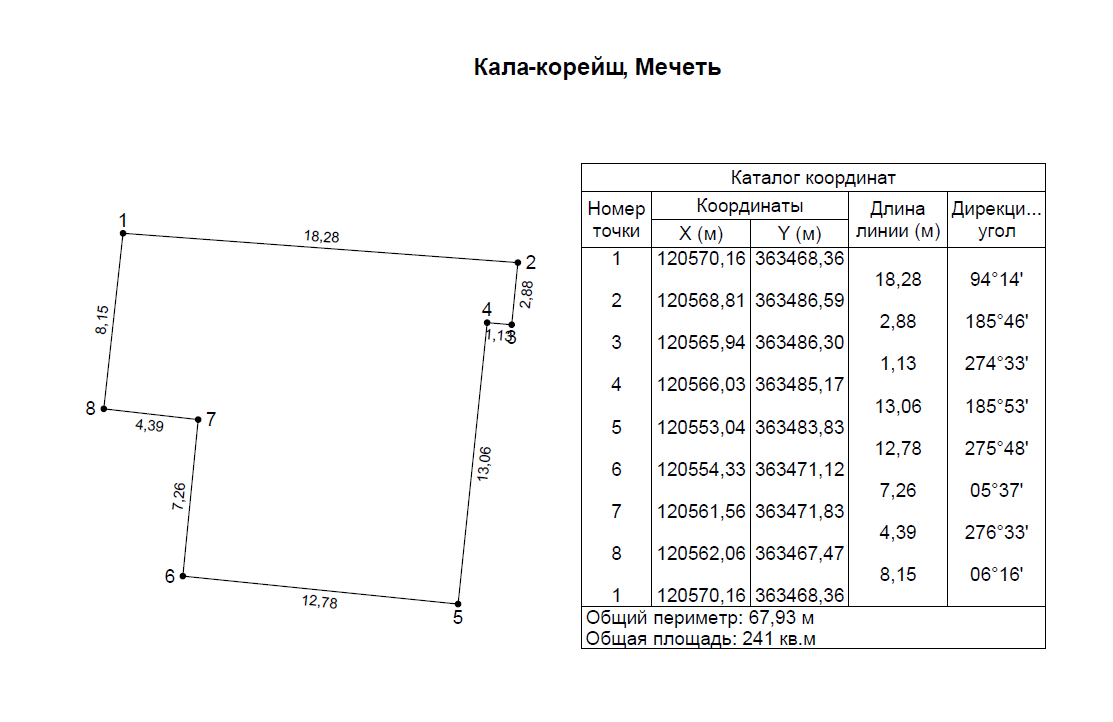 Кала-корейщ, Мечеть
1
18,28
2
2,88
4
1,13
3
8,15
8
4,39
7
13,06
7,26
6
12,78
5
Каталог координат
Номер точки
Координаты
Длина линии (м)
Дирекци... угол
X (м) Y (м)
1 120570,16 363468,36
18,28 94°14'
2 120568,81 363486,59
2,88 185°46'
3 120565,94 363486,30
1,13 274°33'
4 120566,03 363485,17
13,06 185°53'
5 120553,04 363483,83
12,78 275°48'
6 120554,33 363471,12
7,26 05°37'
7 120561,56 363471,83
4,39 276°33'
8 120562,06 363467,47
8,15 06°16'
1 120570,16 363468,36
Общий периметр: 67,93 м
Общая площадь: 241 кв.м